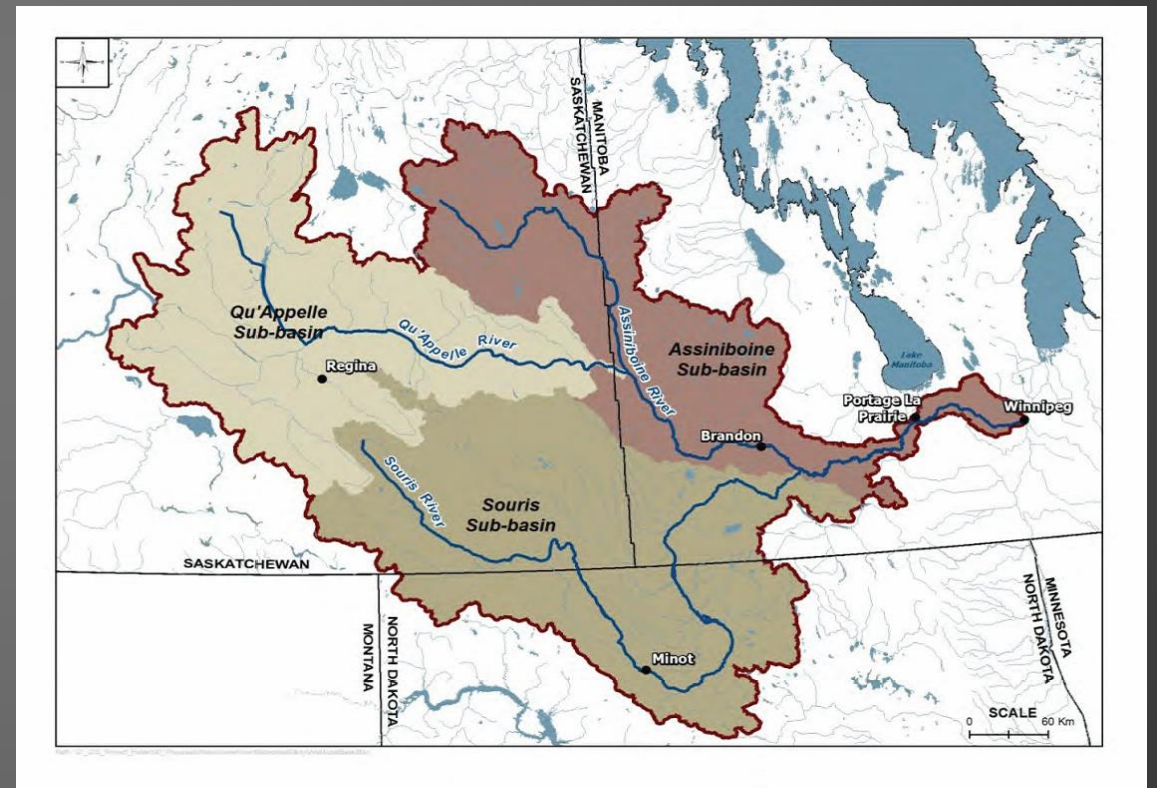 SASKATCHEWAN
MANITOBA
Qu'Appelle
Sub-basin
Qu'Appelle River
Regina
Assiniboine River
Assiniboine
Sub-basin
Lake
Manitoba
Portage La
Prairie
Winnipeg
Brandon
Souris River
Souris
Sub-basin
SASKATCHEWAN
MONTANA
NORTH DAKOTA
Minot
MINNESOTA
NORTH DAKOTA
SCALE
0 60 Km